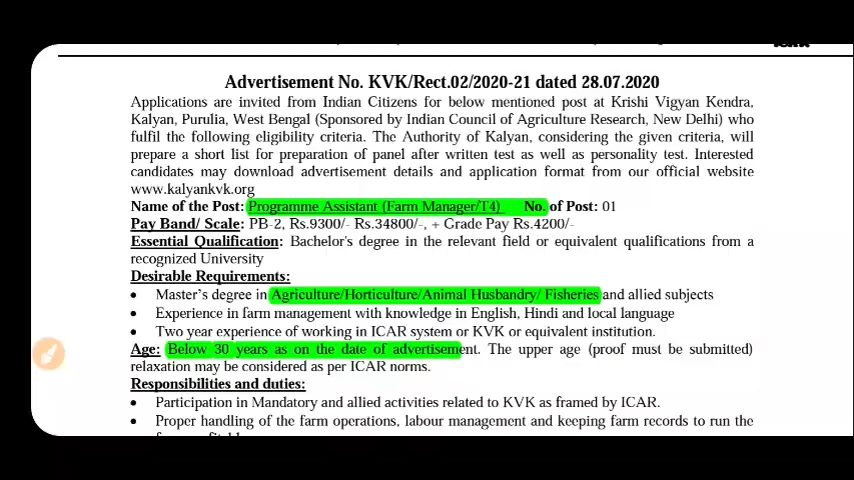 Advertisement No. KVK/Rect.02/2020-21 dated 28.07.2020
Applications are invited from Indian Citizens for below mentioned post at Krishi Vigyan Kendra,
Kalyan, Purulia, West Bengal (Sponsored by Indian Council of Agriculture Research, New Delhi) who
fulfil the following eligibility criteria. The Authority of Kalyan, considering the given criteria, will
prepare a short list for preparation of panel after written test as well as personality test. Interested
candidates may download advertisement details and application format from our official website
www.kalyankvk.org
Name of the Post: Programme Assistant (Farm Manager/T4) No. of Post: 01
Pay Band/ Scale: PB-2, Rs.9300/- Rs.34800/-, + Grade Pay Rs.4200/-
Essential Qualification: Bachelor's degree in the relevant field or equivalent qualifications from a
recognized University
Desirable Requirements:
• Master's degree in Agriculture/Horticulture/Animal Husbandry/ Fisheries and allied subjects
• Experience in farm management with knowledge in English, Hindi and local language
• Two year experience of working in ICAR system or KVK or equivalent institution.
Age: Below 30 years as on the date of advertisement. The upper age (proof must be submitted)
relaxation may be considered as per ICAR norms.
Responsibilities and duties:
• Participation in Mandatory and allied activities related to KVK as framed by ICAR.
• Proper handling of the farm operations, labour management and keeping farm records to run the